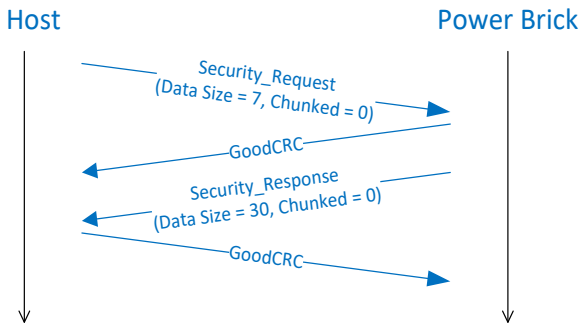 Host
Power Brick
Security_Request
(Data Size = 7, Chunked = 0)
GoodCRC
Security_Response
(Data Size = 30, Chunked = 0)
GoodCRC